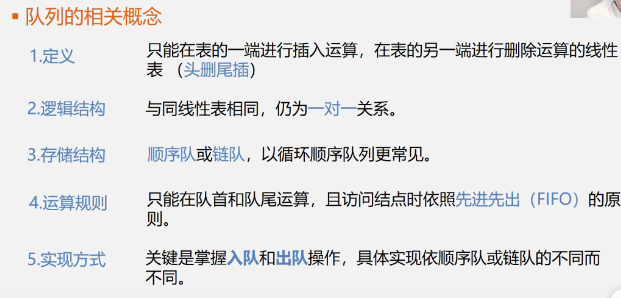 ▪ 队列的相关概念
1.定义 只能在表的一端进行插入运算，在表的另一端进行删除运算的线性
表 （头删尾插）
2.逻辑结构 与同线性表相同，仍为一对一关系。
3.存储结构 顺序队或链队，以循环顺序队列更常见。
4.运算规则 只能在队首和队尾运算，且访问结点时依照先进先出（FIFO）的原
则。
5.实现方式 关键是掌握入队和出队操作，具体实现依顺序队或链队的不同而
不同。